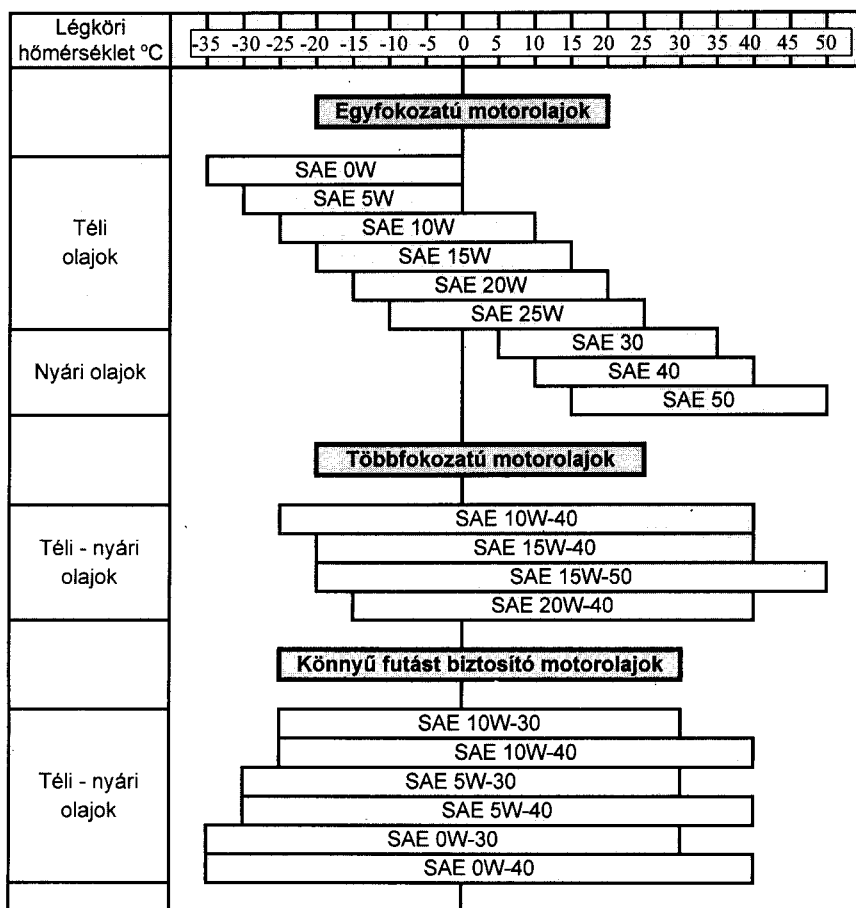 Légköri
hőmérséklet ºC
-35 -30 -25 -20 -15 -10 -5 0 5 10 15 20 25 30 35 40 45 50
Egyfokozatú motorolajok
Téli
olajok
SAE 0W
SAE 5W
SAE 10W
SAE 15W
SAE 20W
SAE 25W
Nyári olajok
SAE 30
SAE 40
SAE 50
Többfokozatú motorolajok
Téli - nyári
olajok
SAE 10W-40
SAE 15W-40
SAE 15W-50
SAE 20W-40
Könnyű futást biztosító motorolajok
Téli - nyári
olajok
SAE 10W-30
SAE 10W-40
SAE 5W-30
SAE 5W-40
SAE 0W-30
SAE 0W-40